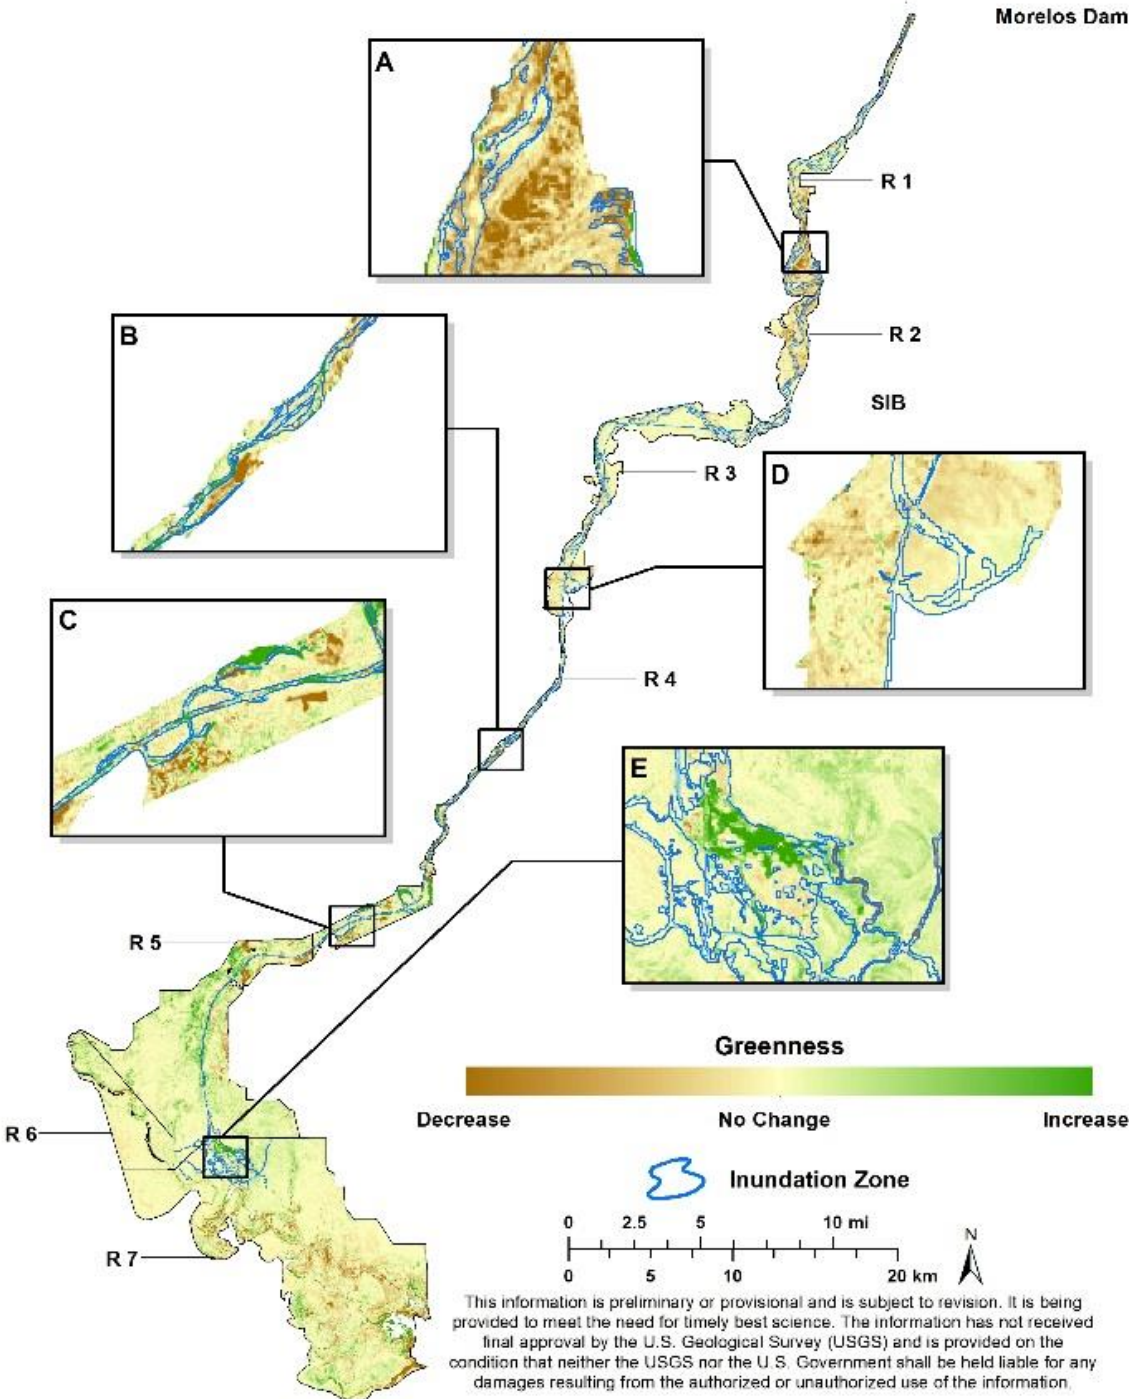 Morelos Dam
A
R 1
B
R 2
SIB
R 3
D
C
R 4
E
R 5
Greenness
Decrease
No Change
Increase
R 6
Inundation Zone
0 2.5 5 10 mi
N
R 7
0 5 10 20 km
This information is preliminary or provisional and is subject to revision. It is being
provided to meet the need for timely best science. The information has not received
final approval by the U.S. Geological Survey (USGS) and is provided on the
condition that neither the USGS nor the U.S. Government shall be held liable for any
damages resulting from the authorized or unauthorized use of the information.